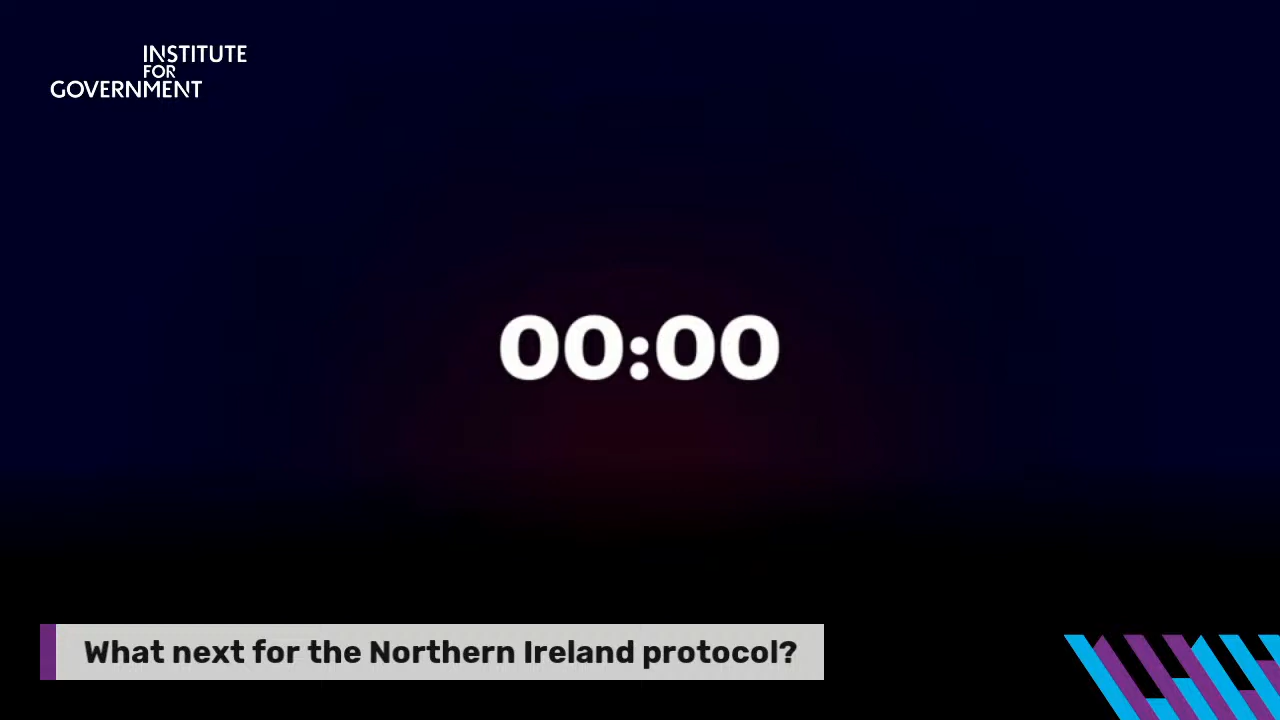 INSTITUTE
FOR
GOVERNMENT
00:00
What next for the Northern Ireland protocol?